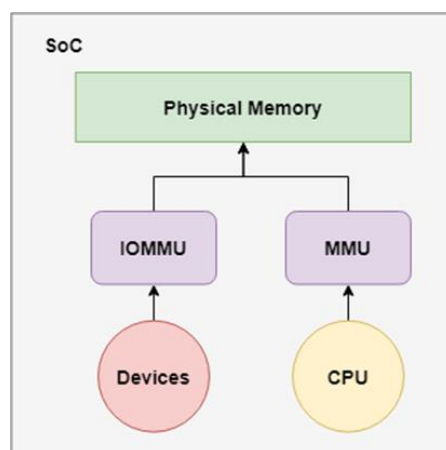 SoC
Physical Memory
IOMMU
MMU
Devices
CPU